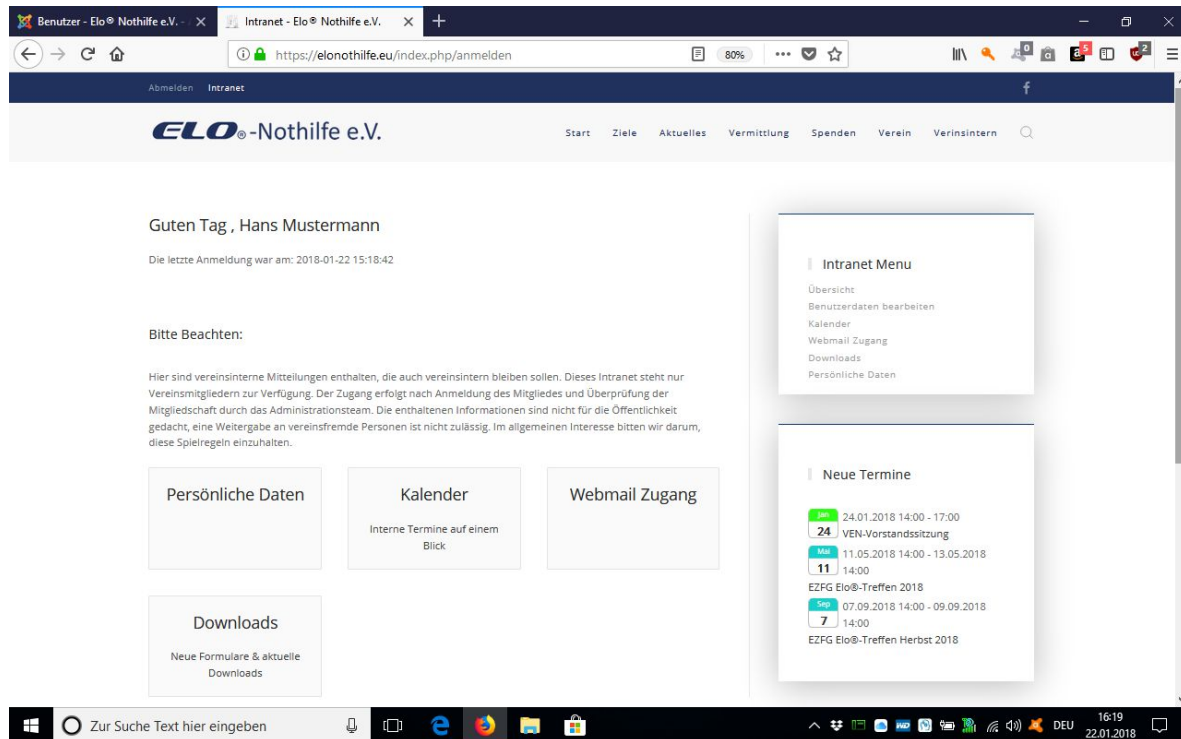 Benutzer - Elo® Nothilfe e.V. -
Intranet - Elo® Nothilfe e.V.
https://elonothilfe.eu/index.php/anmelden
80%
0
5
2
Abmelden Intranet
ELO®-Nothilfe e.V.
Start Ziele Aktuelles Vermittlung Spenden Verein Verinsintern
Guten Tag , Hans Mustermann
Die letzte Anmeldung war am: 2018-01-22 15:18:42
Bitte Beachten:
Hier sind vereinsinterne Mitteilungen enthalten, die auch vereinsintern bleiben sollen. Dieses Intranet steht nur
Vereinsmitgliedern zur Verfügung. Der Zugang erfolgt nach Anmeldung des Mitgliedes und Überprüfung der
Mitgliedschaft durch das Administrationsteam. Die enthaltenen Informationen sind nicht für die Öffentlichkeit
gedacht, eine Weitergabe an vereinsfremde Personen ist nicht zulässig. Im allgemeinen Interesse bitten wir darum,
diese Spielregeln einzuhalten.
Persönliche Daten
Kalender
Interne Termine auf einem
Blick
Webmail Zugang
Downloads
Neue Formulare & aktuelle
Downloads
Intranet Menu
Übersicht
Benutzerdaten bearbeiten
Kalender
Webmail Zugang
Downloads
Persönliche Daten
Neue Termine
Jan
24
24.01.2018 14:00 - 17:00
VEN-Vorstandssitzung
Mai
11
11.05.2018 14:00 - 13.05.2018
14:00
EZFG Elo®-Treffen 2018
Sep
7
07.09.2018 14:00 - 09.09.2018
14:00
EZFG Elo®-Treffen Herbst 2018
Zur Suche Text hier eingeben
DEU
16:19
22.01.2018